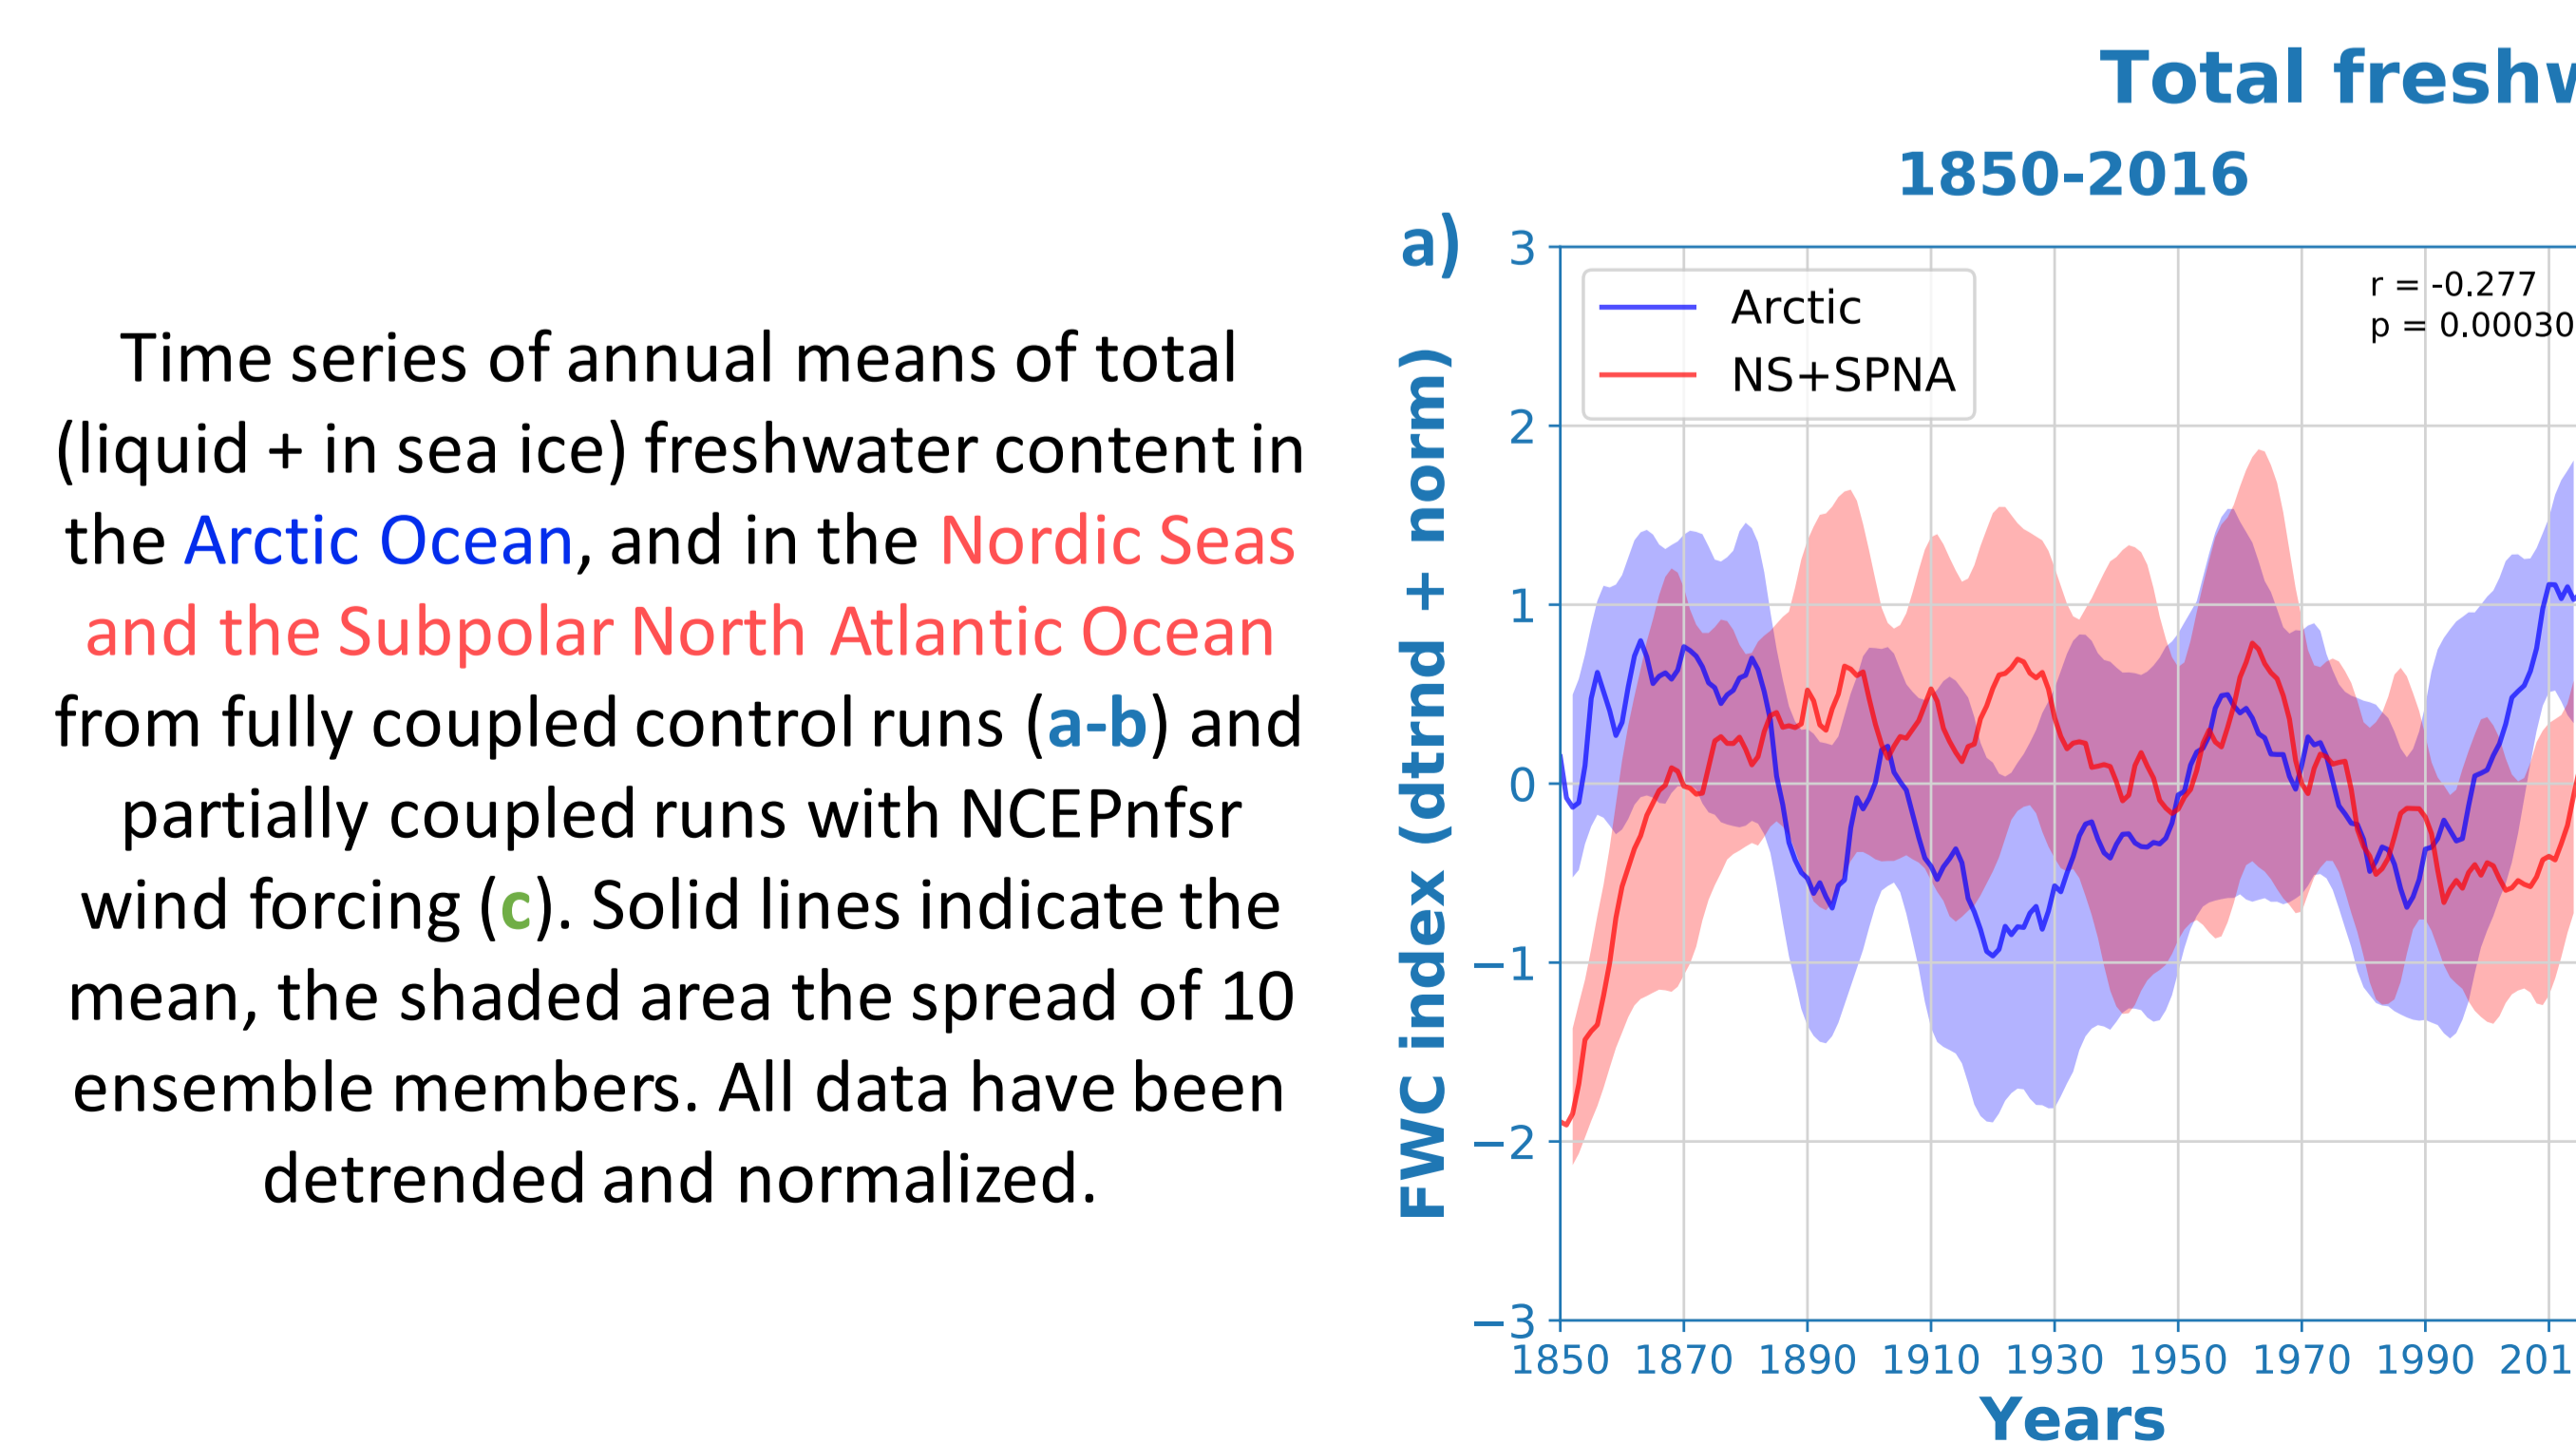 Time series of annual means of total
(liquid + in sea ice) freshwater content in
the Arctic Ocean, and in the Nordic Seas
and the Subpolar North Atlantic Ocean
from fully coupled control runs (a-b) and
partially coupled runs with NCEPnfsr
wind forcing (c). Solid lines indicate the
mean, the shaded area the spread of 10
ensemble members. All data have been
detrended and normalized.
Total freshw
1850-2016
a)
FWC index (dtrnd + norm)
3
2
1
0
−1
−2
−3
Arctic
NS+SPNA
r = -0.277
p = 0.00030
1850 1870 1890 1910 1930 1950 1970 1990 201
Years